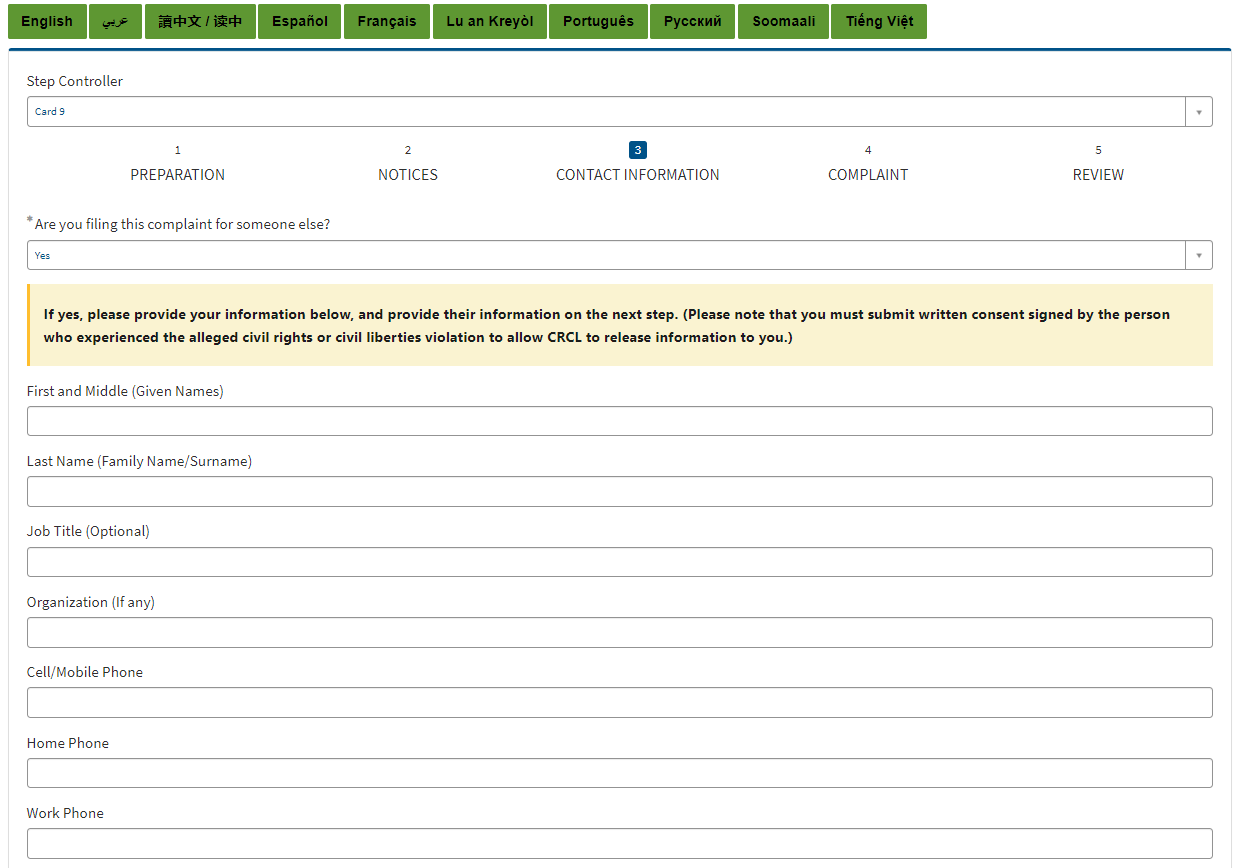 English عربي 讀中文 / 读中 Español Français Lu an Kreyòl Português Русский Soomaali Tiếng Việt
Step Controller
Card 9
1 2 3 4 5
PREPARATION NOTICES CONTACT INFORMATION COMPLAINT REVIEW
*Are you filing this complaint for someone else?
Yes
If yes, please provide your information below, and provide their information on the next step. (Please note that you must submit written consent signed by the person
who experienced the alleged civil rights or civil liberties violation to allow CRCL to release information to you.)
First and Middle (Given Names)
Last Name (Family Name/Surname)
Job Title (Optional)
Organization (If any)
Cell/Mobile Phone
Home Phone
Work Phone